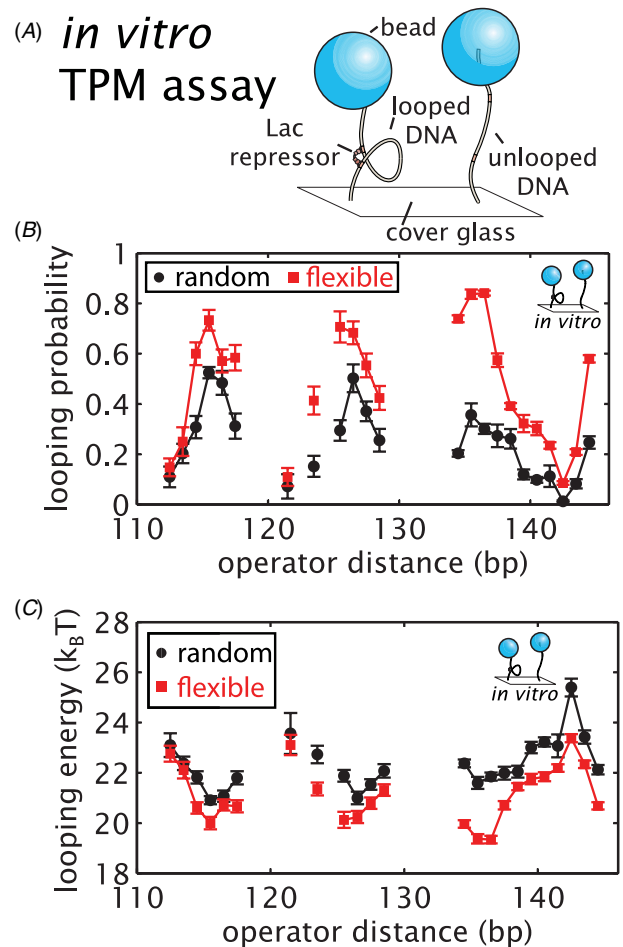 (A) in vitro
TPM assay
bead
looped
DNA
Lac
repressor
unlooped
DNA
cover glass
(B)
random flexible
in vitro
looping probability
1
0.8
0.6
0.4
0.2
0
110 120 130 140
operator distance (bp)
(C)
random
flexible
in vitro
looping energy (kBT)
28
26
24
22
20
18
110 120 130 140
operator distance (bp)